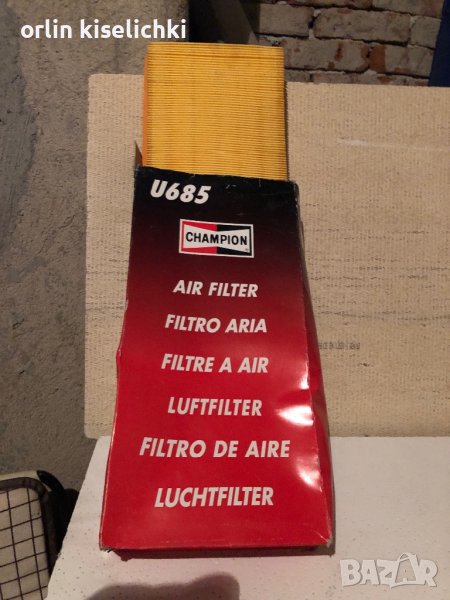 orlin kiselichki
U685
CHAMPION
AIR FILTER
FILTRO ARIA
FILTRE A AIR
LUFTFILTER
FILTRO DE AIRE
LUCHTFILTER
BAZAR